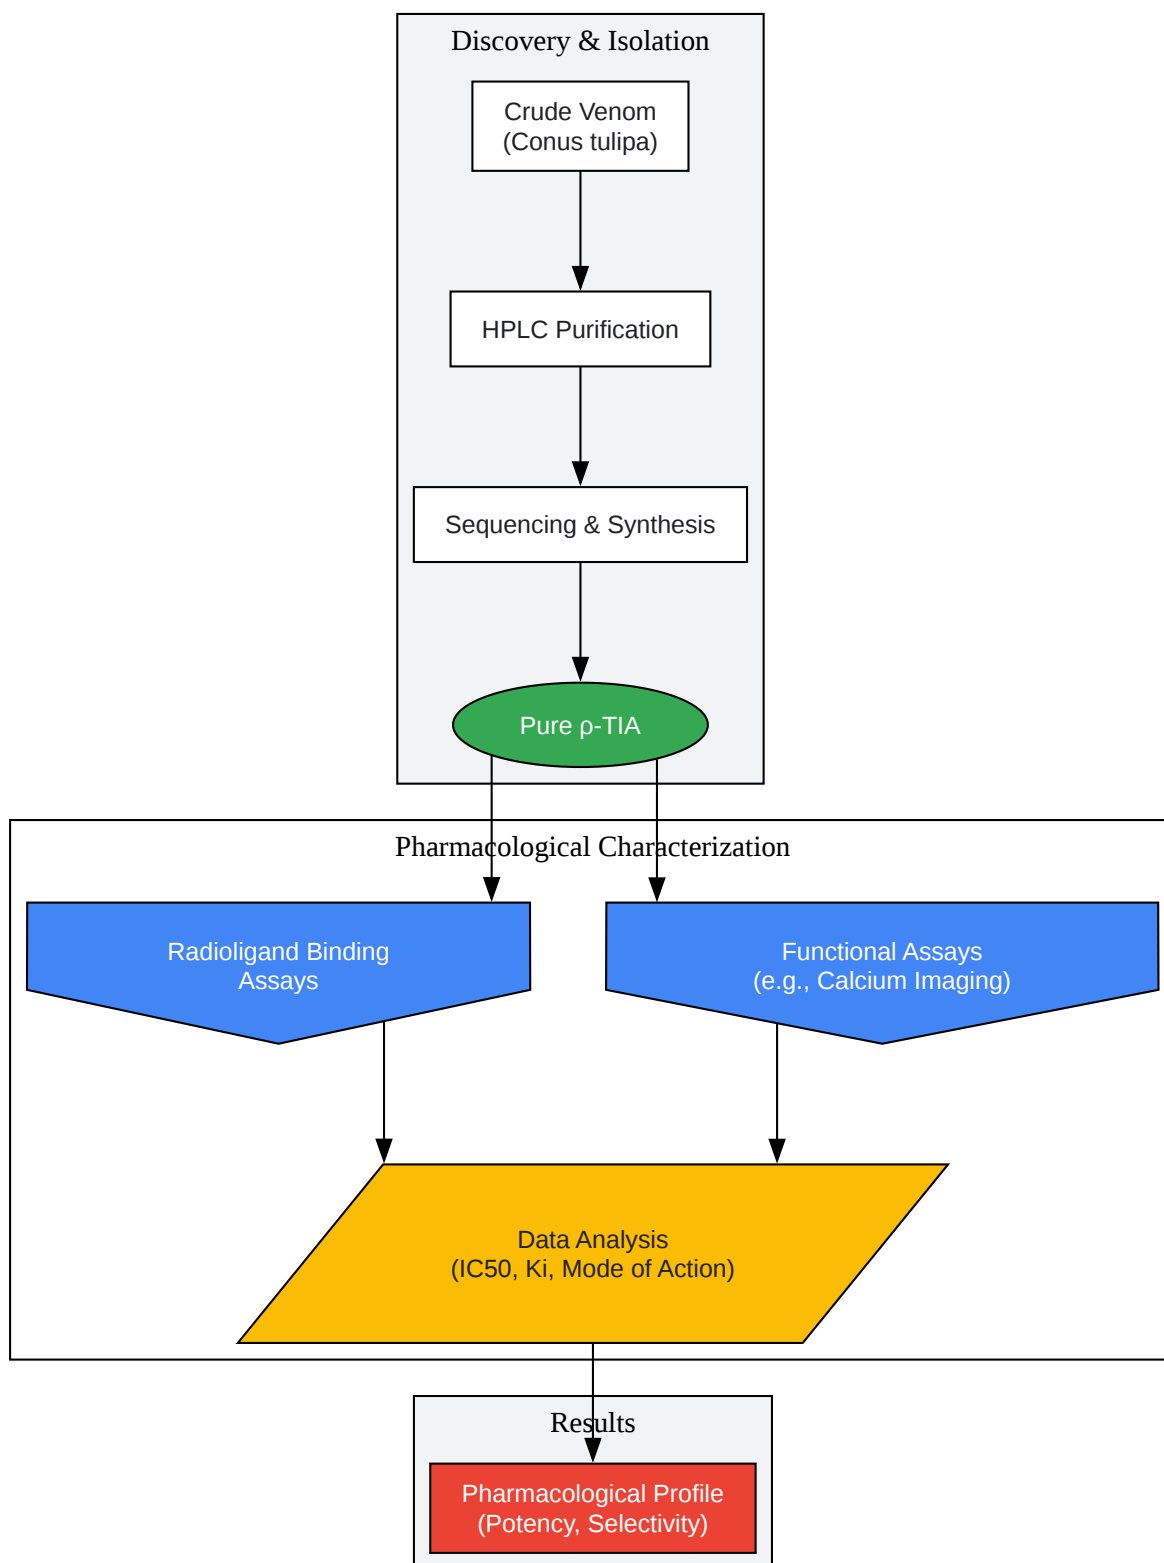 Discovery & Isolation
Crude Venom
(Conus tulipa)
HPLC Purification
Sequencing & Synthesis
Pure ρ-TIA
Pharmacological Characterization
Radioligand Binding
Assays
Functional Assays
(e.g., Calcium Imaging)
Data Analysis
(IC50, Ki, Mode of Action)
Results
Pharmacological Profile
(Potency, Selectivity)